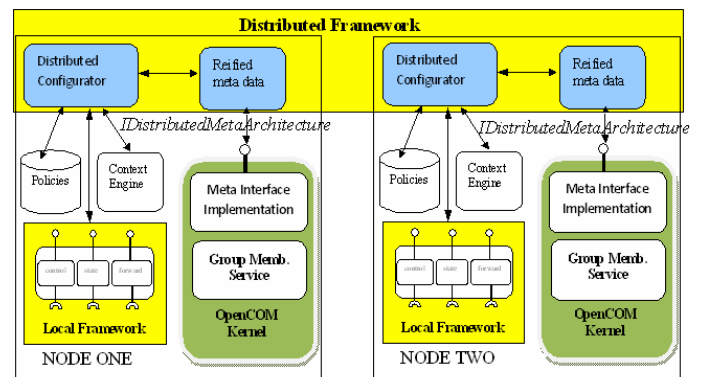 Distributed Framework
Distributed
Configurator
Reified
meta data
IDistributedMetaArchitecture
Policies
Context
Engine
Meta Interface
Implementation
Group Memb.
Service
control
state
forward
Local Framework
OpenCOM
Kernel
NODE ONE
Distributed
Configurator
Reified
meta data
IDistributedMetaArchitecture
Policies
Context
Engine
Meta Interface
Implementation
Group Memb.
Service
control
state
forward
Local Framework
OpenCOM
Kernel
NODE TWO